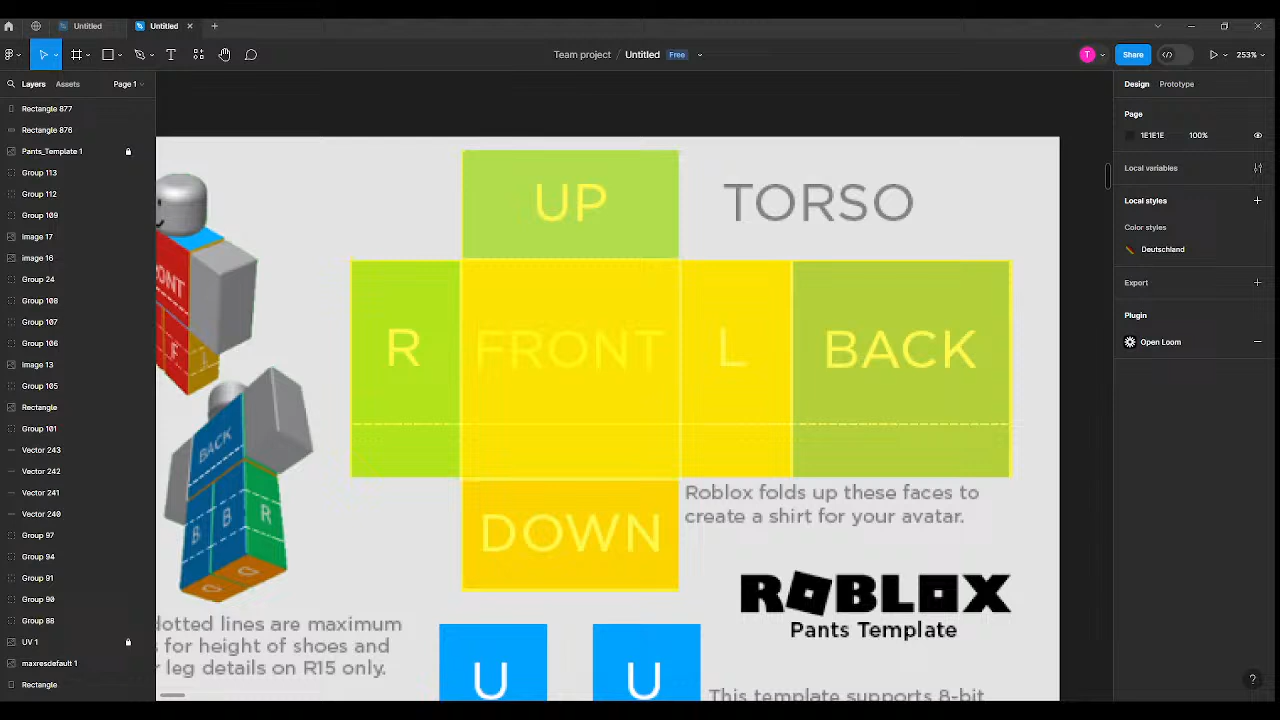 Untitled
Untitled
Team project / Untitled Free
T
Share
253%
Layers
Assets
Page 1
Rectangle 877
Rectangle 876
Pants_Template 1
Group 113
Group 112
Group 109
Image 17
image 16
Group 24
Group 108
Group 107
Group 106
Image 13
Group 105
Rectangle
Group 101
Vector 243
Vector 242
Vector 241
Vector 240
Group 97
Group 94
Group 91
Group 90
Group 88
UV 1
maxresdefault 1
Rectangle
UP
TORSO
R
FRONT
L
BACK
DOWN
Roblox folds up these faces to
create a shirt for your avatar.
ROBLOX
Pants Template
BACK
B B R
dotted lines are maximum
s for height of shoes and
r leg details on R15 only.
U
U
This template supports 8-bit
Design
Prototype
Page
1E1E1E 100%
Local variables
Local styles
Color styles
Deutschland
Export
Plugin
Open Loom
?